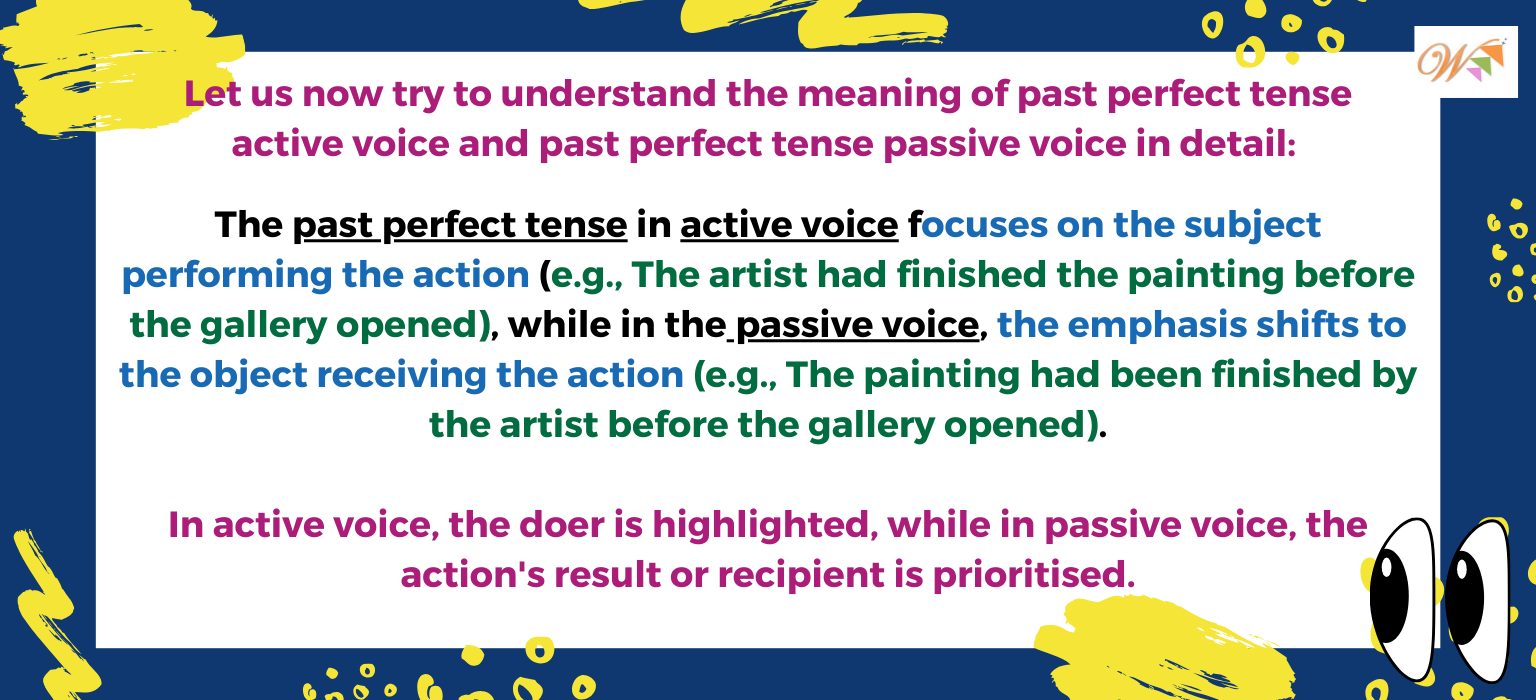 W
Let us now try to understand the meaning of past perfect tense
active voice and past perfect tense passive voice in detail:
The past perfect tense in active voice focuses on the subject
performing the action (e.g., The artist had finished the painting before
the gallery opened), while in the passive voice, the emphasis shifts to
the object receiving the action (e.g., The painting had been finished by
the artist before the gallery opened).
In active voice, the doer is highlighted, while in passive voice, the
action's result or recipient is prioritised.